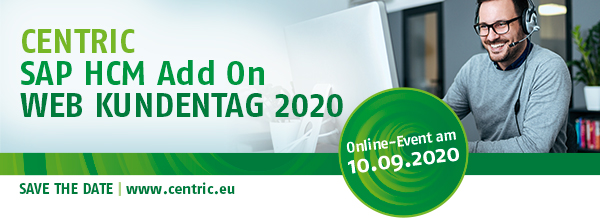 CENTRIC
SAP HCM Add On
WEB KUNDENTAG 2020
Online-Event am
10.09.2020
SAVE THE DATE | www.centric.eu